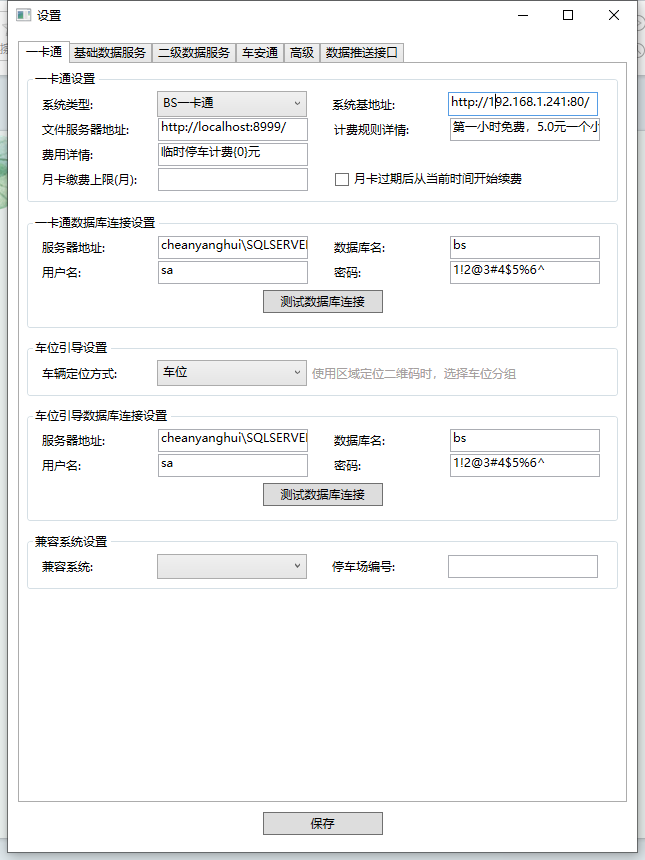 设置
一卡通 基础数据服务 二级数据服务 车安通 高级 数据推送接口
一卡通设置
系统类型: BS一卡通 系统基地址: http://192.168.1.241:80/
文件服务器地址: http://localhost:8999/ 计费规则详情: 第一小时免费，5.0元一个小
费用详情: 临时停车计费{0}元
月卡缴费上限(月): 月卡过期后从当前时间开始续费
一卡通数据库连接设置
服务器地址: cheanyanghui\SQLSERVE 数据库名: bs
用户名: sa 密码: 1!2@3#4$5%6^
测试数据库连接
车位引导设置
车辆定位方式: 车位 使用区域定位二维码时，选择车位分组
车位引导数据库连接设置
服务器地址: cheanyanghui\SQLSERVE 数据库名: bs
用户名: sa 密码: 1!2@3#4$5%6^
测试数据库连接
兼容系统设置
兼容系统: 停车场编号:
保存